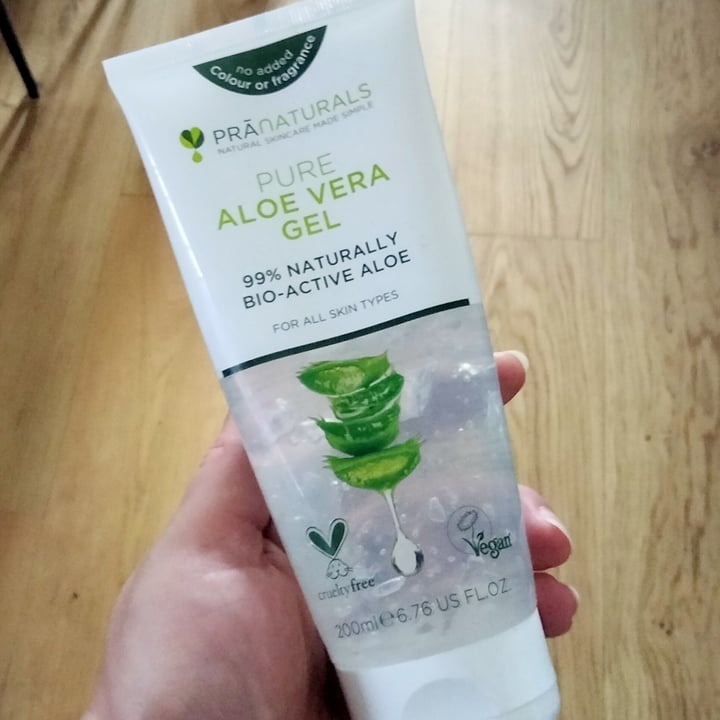 no added
Colour or fragrance
PRĀNATURALS
NATURAL SKINCARE MADE SIMPLE
PURE
ALOE VERA
GEL
99% NATURALLY
BIO-ACTIVE ALOE
FOR ALL SKIN TYPES
Vegan
crueltyfree
200ml ℮ 6.76 US FL.OZ